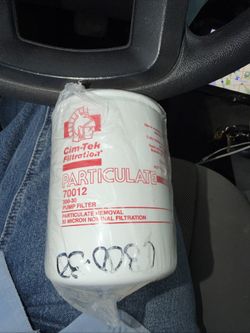 Cim-Tek
Filtration®
PARTICULATE
70012
300-30
PUMP FILTER
PARTICULATE REMOVAL
30 MICRON NOMINAL FILTRATION